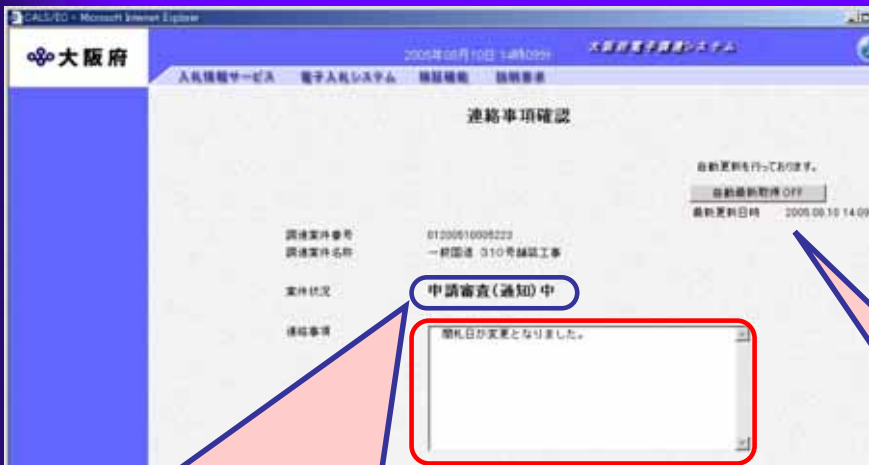 CALS/EC - Microsoft Internet Explorer
大阪府
2005年08月10日 14時09分
大阪府電子調達システム
入札情報サービス 電子入札システム 検証機能 説明要求
連絡事項確認
自動更新を行っております。
自動最新取得 OFF
最新更新日時 2005.08.10 14:09
調達案件番号 01200510005223
調達案件名称 一般国道 310号舗装工事
案件状況 申請審査(通知)中
連絡事項 開札日が変更となりました。